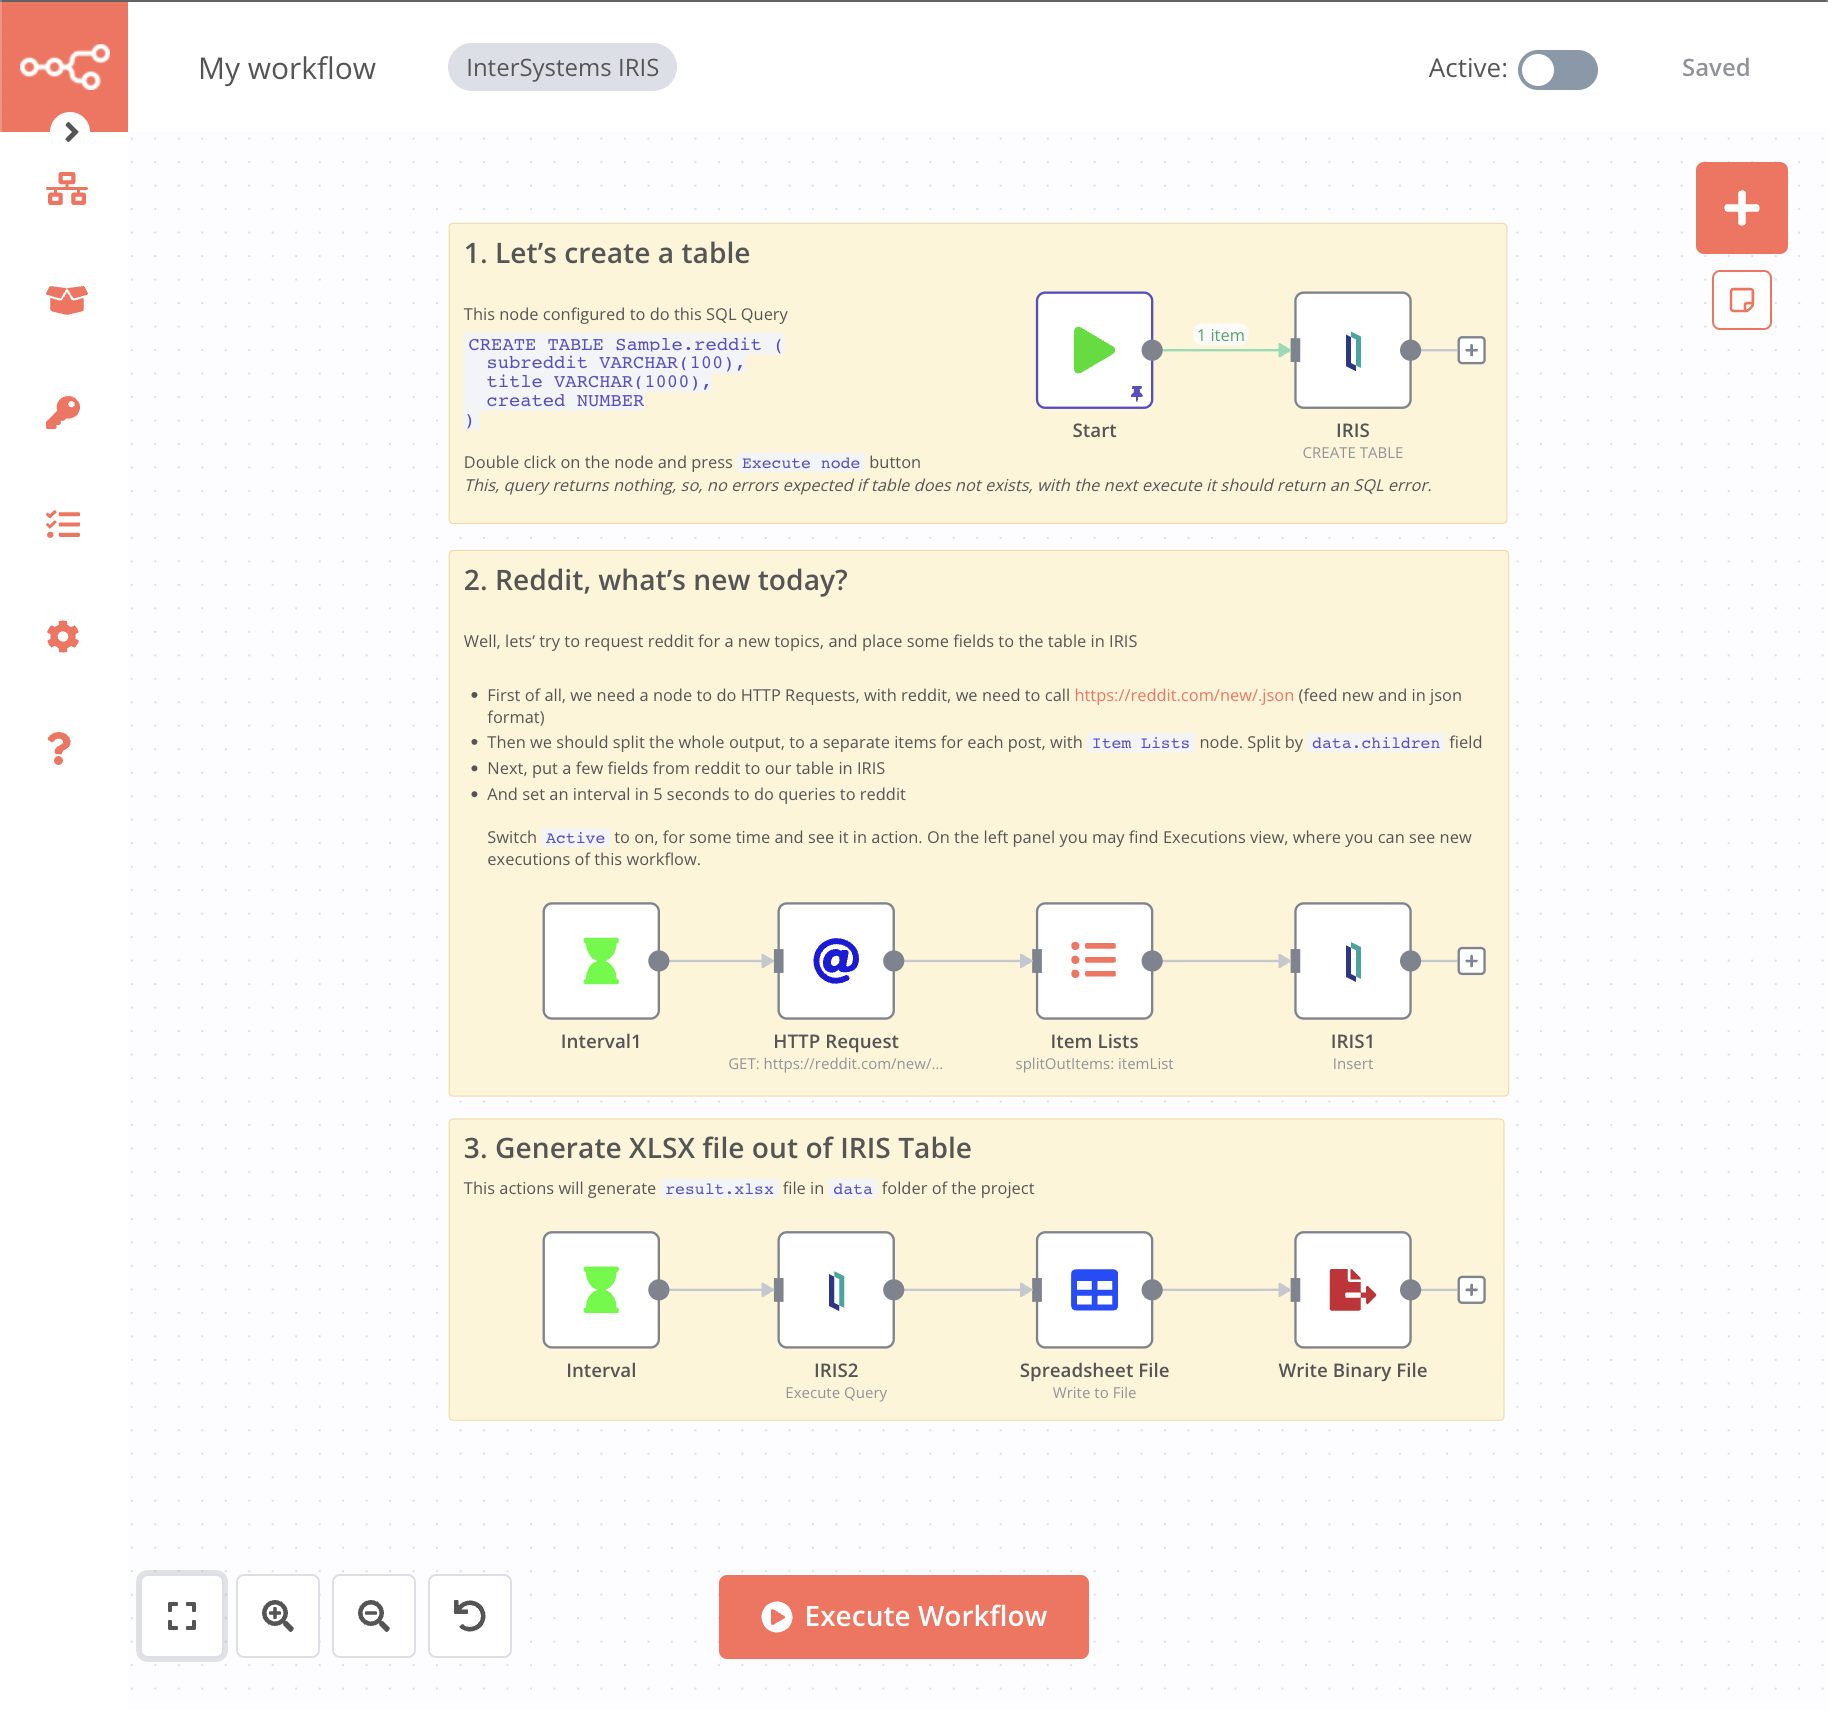 My workflow
InterSystems IRIS
Active:
Saved
1. Let’s create a table
This node configured to do this SQL Query
CREATE TABLE Sample.reddit (
subreddit VARCHAR(100),
title VARCHAR(1000),
created NUMBER
)
1 item
Start
IRIS
CREATE TABLE
Double click on the node and press Execute node button
This, query returns nothing, so, no errors expected if table does not exists, with the next execute it should return an SQL error.
2. Reddit, what’s new today?
Well, lets’ try to request reddit for a new topics, and place some fields to the table in IRIS
• First of all, we need a node to do HTTP Requests, with reddit, we need to call https://reddit.com/new/.json (feed new and in json
format)
• Then we should split the whole output, to a separate items for each post, with Item Lists node. Split by data.children field
• Next, put a few fields from reddit to our table in IRIS
• And set an interval in 5 seconds to do queries to reddit
Switch Active to on, for some time and see it in action. On the left panel you may find Executions view, where you can see new
executions of this workflow.
Interval1
HTTP Request
GET: https://reddit.com/new/...
Item Lists
splitOutItems: itemList
IRIS1
Insert
3. Generate XLSX file out of IRIS Table
This actions will generate result.xlsx file in data folder of the project
Interval
IRIS2
Execute Query
Spreadsheet File
Write to File
Write Binary File
Execute Workflow